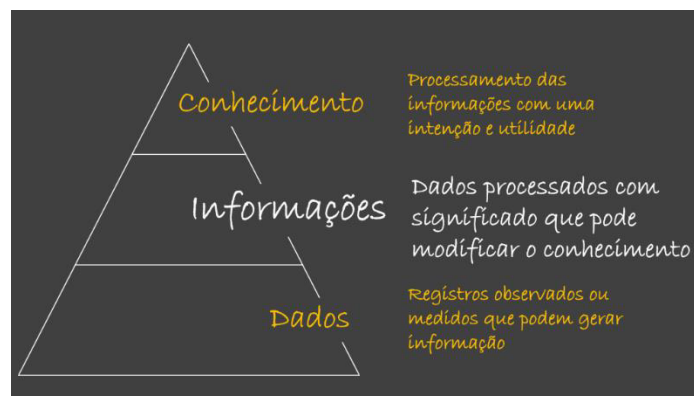 Conhecimento
Processamento das
informações com uma
intenção e utilidade
Informações
Dados processados com
significado que pode
modificar o conhecimento
Dados
Registros observados ou
medidos que podem gerar
informação